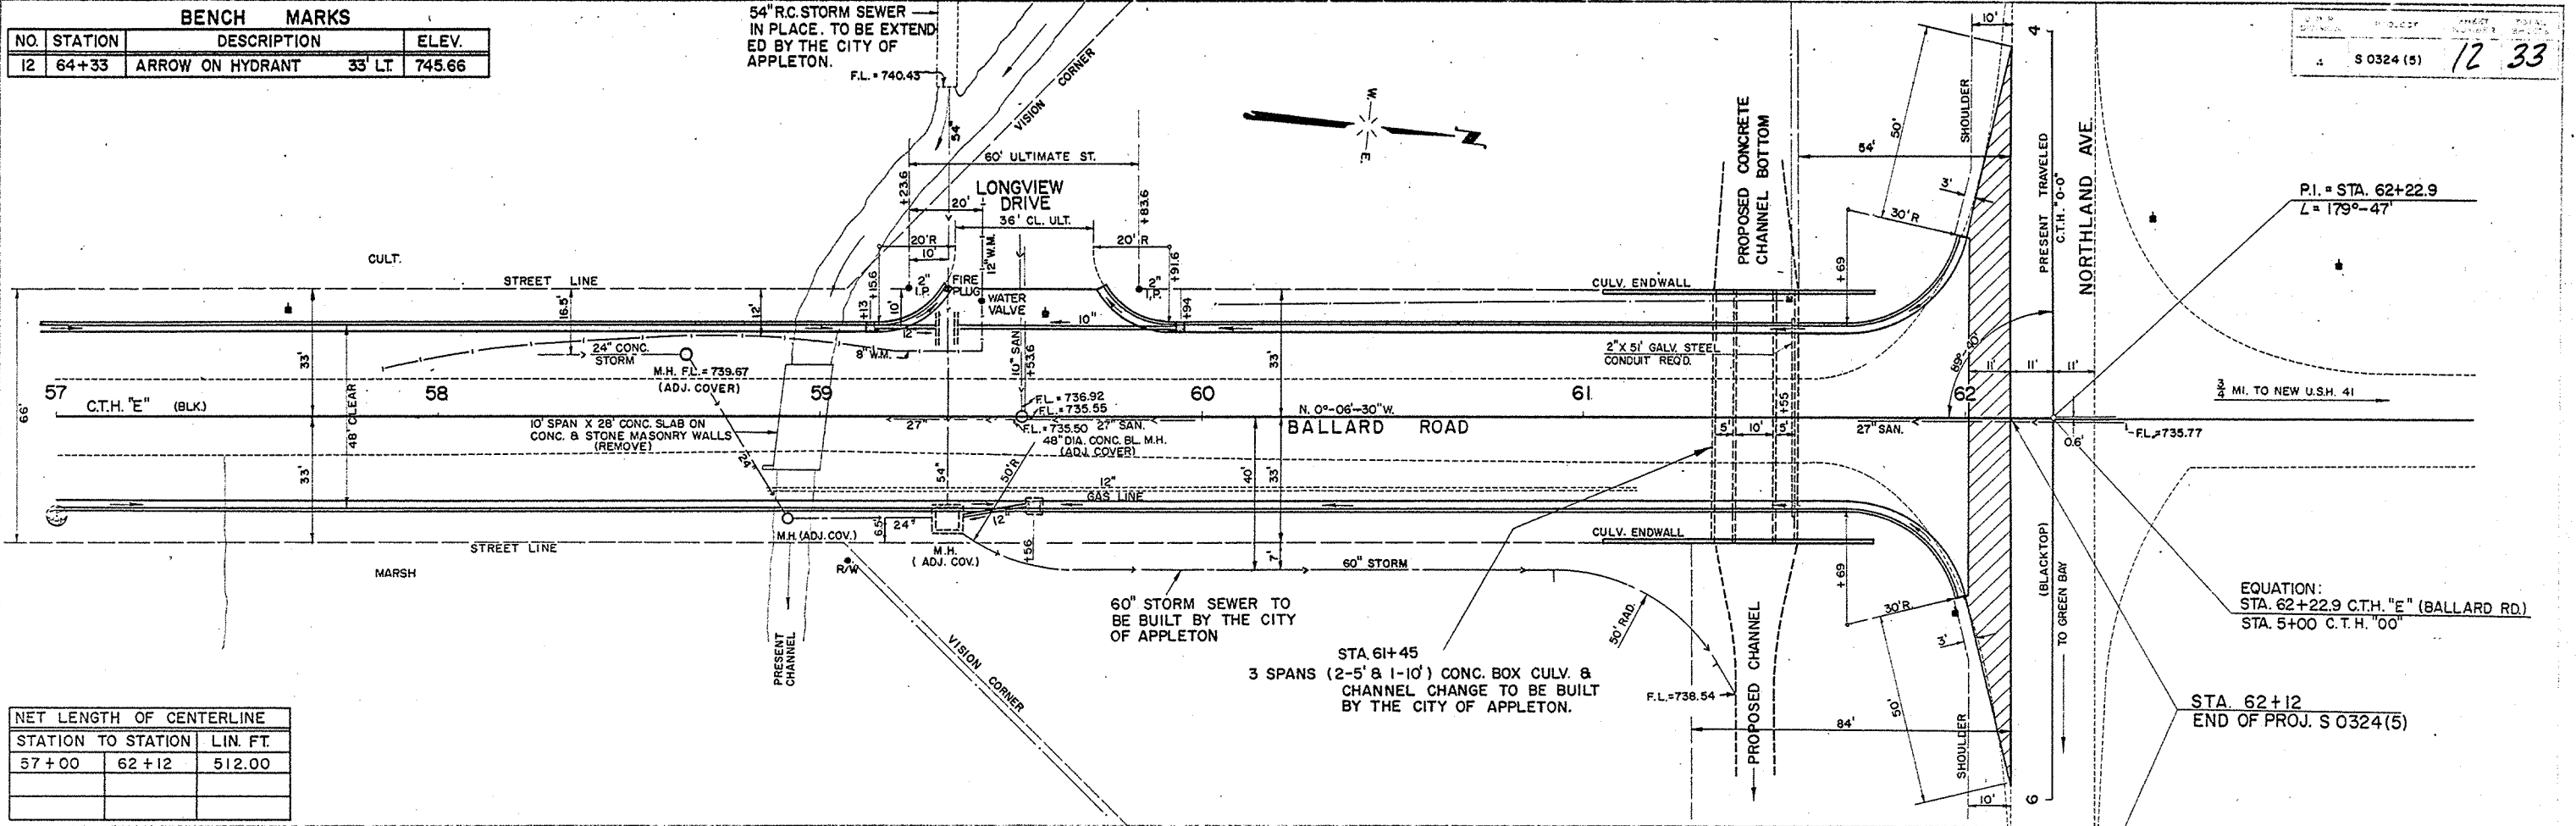 BENCH MARKS
NO. STATION DESCRIPTION ELEV.
12 64+33 ARROW ON HYDRANT 33' LT. 745.66
54" R.C. STORM SEWER
IN PLACE. TO BE EXTEND
ED BY THE CITY OF
APPLETON.
F.L. = 740.43
54"
VISION CORNER
W.
E.
PROJECT
S 0324 (5) 12 33
10'
4
50'
SHOULDER
54'
3'
30' R
PRESENT TRAVELED
C.T.H. "O-O"
NORTHLAND AVE.
P.I. = STA. 62+22.9
L = 179°-47'
60' ULTIMATE ST.
+23.6
LONGVIEW
DRIVE
20'
36' CL. ULT.
+83.6
20' R
10'
12" W.M.
20' R
+15.6
+13
10'
2"
I.P.
FIRE
PLUG
WATER
VALVE
2"
I.P.
+91.6
+94
PROPOSED CONCRETE
CHANNEL BOTTOM
+69
CULT.
STREET LINE
CULV. ENDWALL
16.5'
12'
12"
10"
33'
24" CONC.
STORM
8" W.M.
10" SAN
+53.6
33'
2" X 51' GALV. STEEL
CONDUIT REQ'D.
M.H. F.L. = 739.67
(ADJ. COVER)
11' 11' 11'
57 58 59 60 61 62
66'
C.T.H. "E" (BLK.)
48' CLEAR
F.L. = 736.92
F.L. = 735.55
N. 0°-06'-30" W.
+55
3/4 MI. TO NEW U.S.H. 41
27"
F.L. = 735.50 27" SAN.
BALLARD ROAD
5' 10' 5'
27" SAN.
0.6'
F.L. = 735.77
10' SPAN X 28' CONC. SLAB ON
CONC. & STONE MASONRY WALLS
(REMOVE)
48" DIA. CONC. BL. M.H.
(ADJ. COVER)
24"
33'
54"
50' R
40'
33'
12"
GAS LINE
6.5'
24"
12"
M.H. (ADJ. COV.)
STREET LINE
M.H.
(ADJ. COV.)
+56
7'
CULV. ENDWALL
MARSH
R/W
60" STORM
+69
30' R.
3'
(BLACKTOP)
TO GREEN BAY
EQUATION:
STA. 62+22.9 C.T.H. "E" (BALLARD RD.)
STA. 5+00 C.T.H. "OO"
PRESENT
CHANNEL
VISION CORNER
60" STORM SEWER TO
BE BUILT BY THE CITY
OF APPLETON
50' RAD.
STA. 61+45
3 SPANS (2-5' & 1-10') CONC. BOX CULV. &
CHANNEL CHANGE TO BE BUILT
BY THE CITY OF APPLETON.
F.L.=738.54
PROPOSED CHANNEL
84'
50'
SHOULDER
10'
6
STA. 62+12
END OF PROJ. S 0324(5)
NET LENGTH OF CENTERLINE
STATION TO STATION LIN. FT.
57+00 62+12 512.00